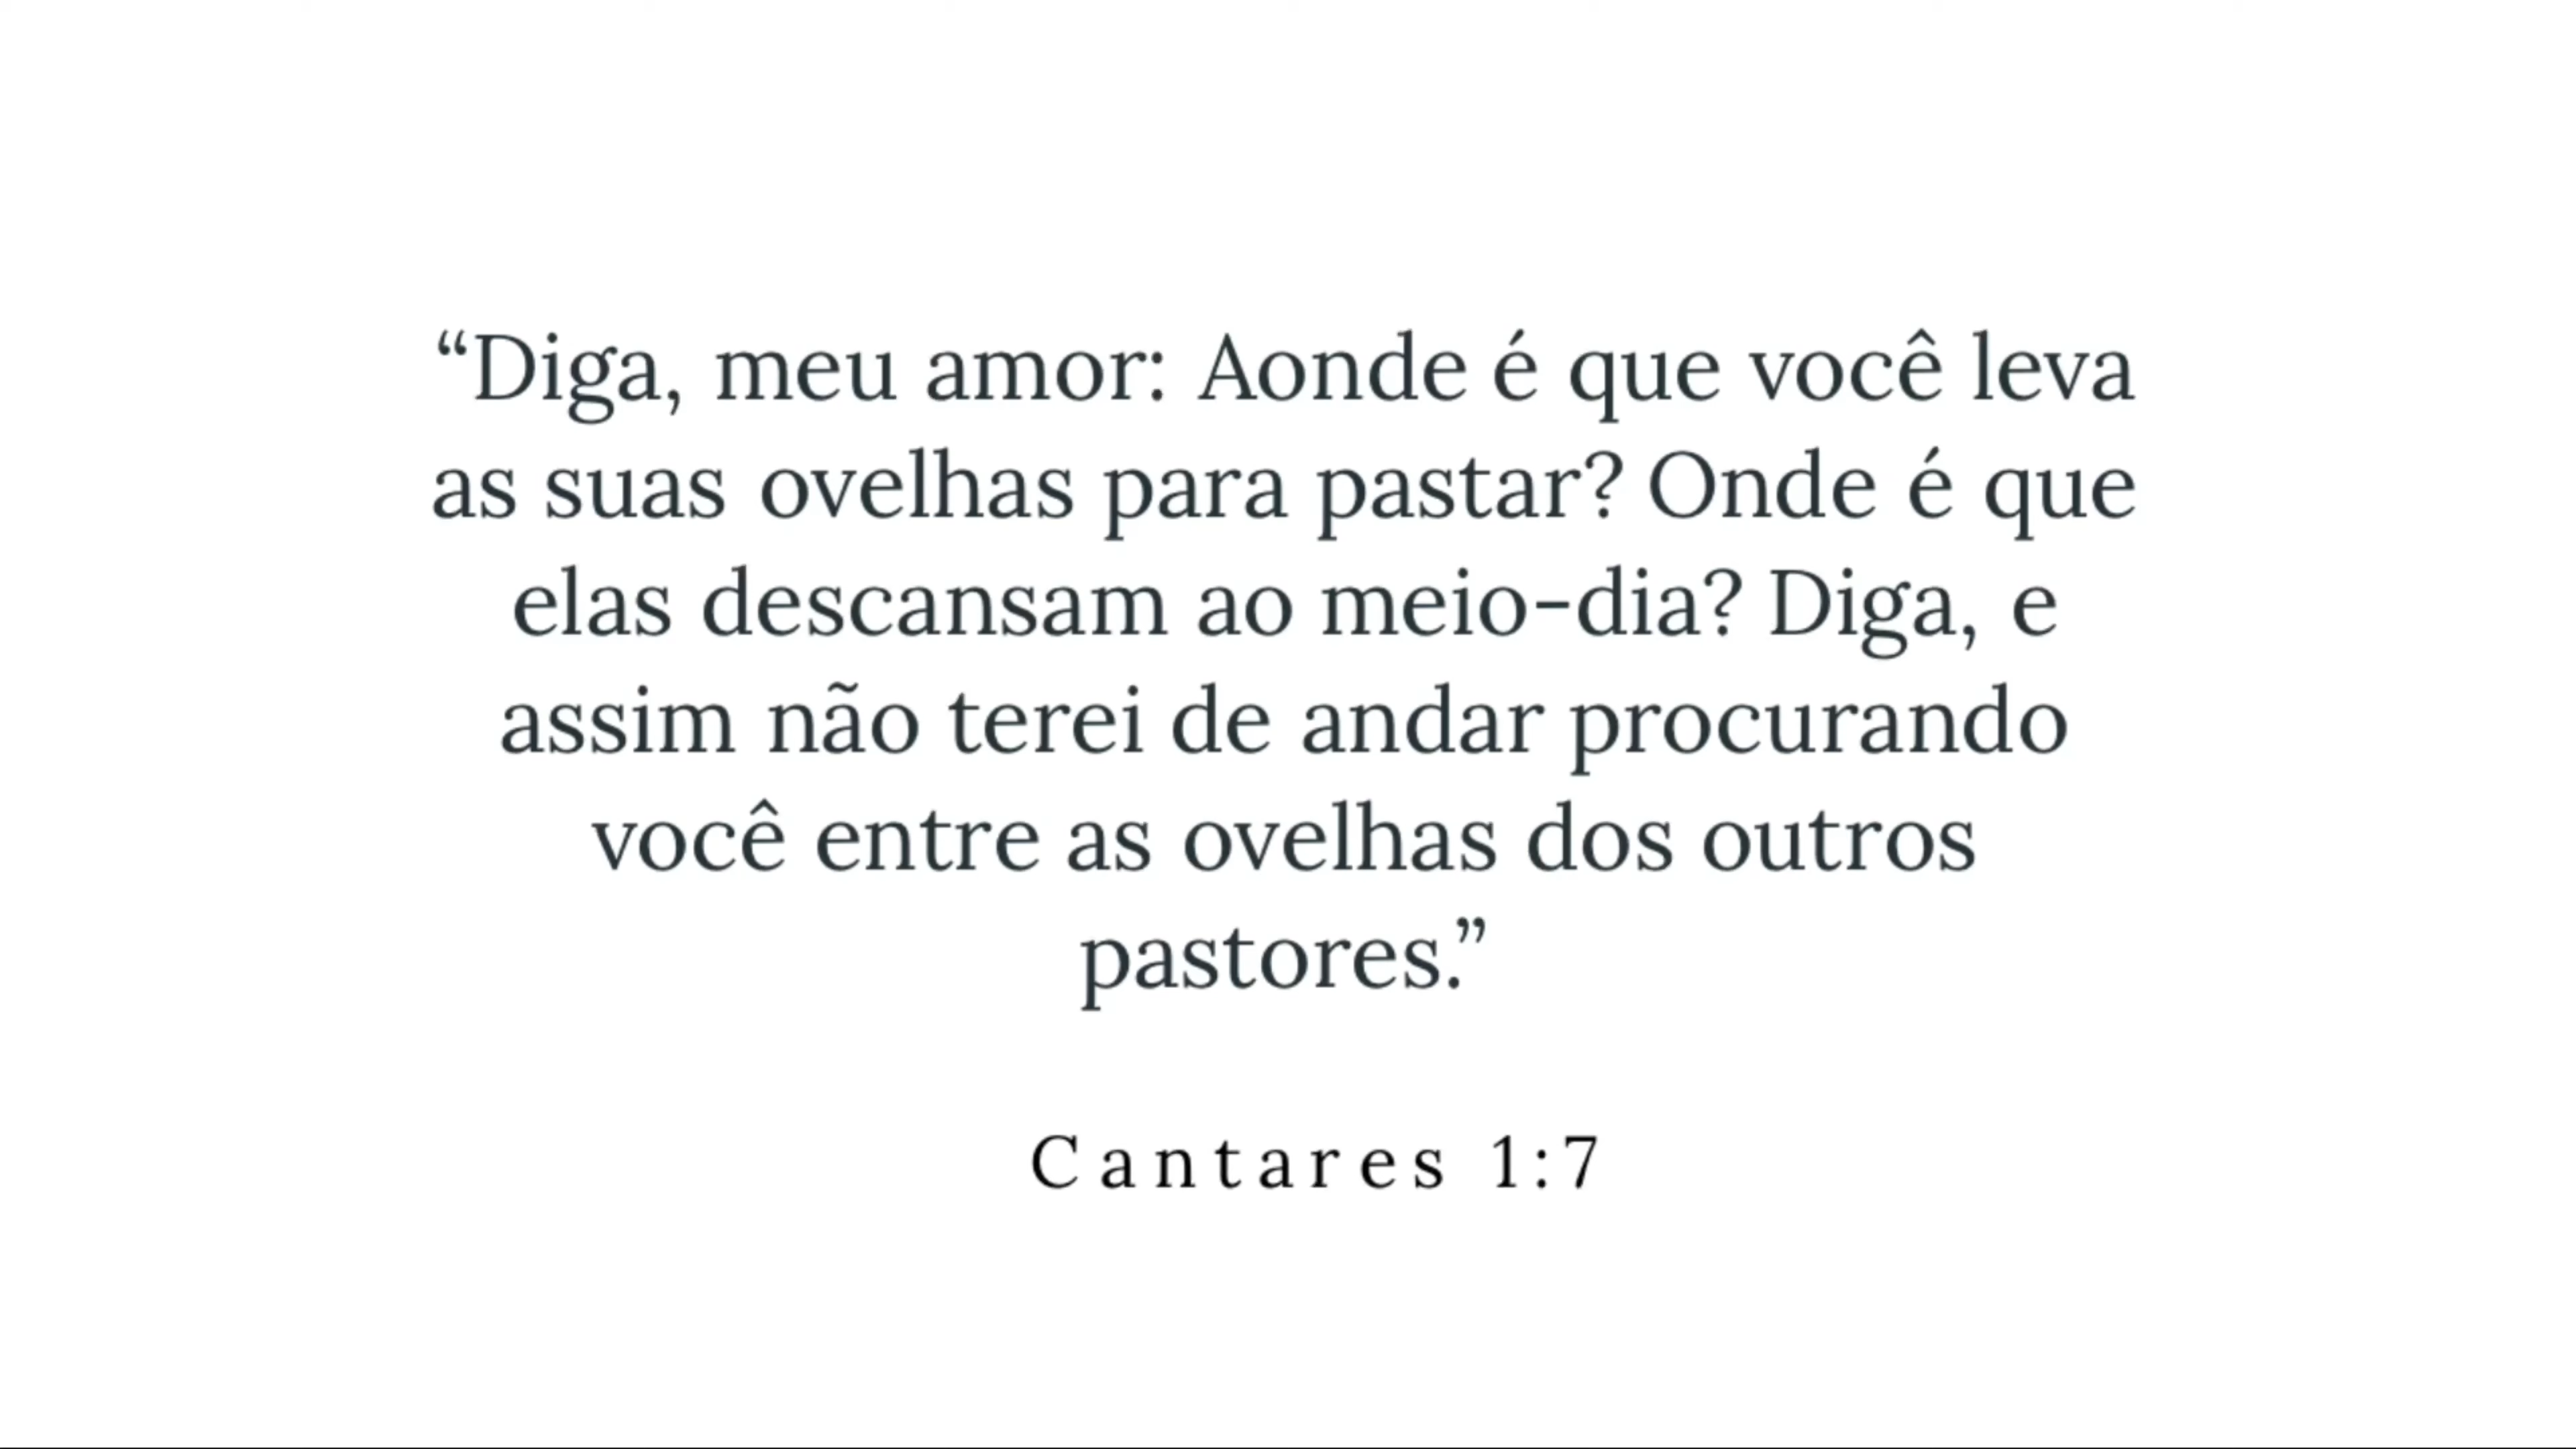 “Diga, meu amor: Aonde é que você leva
as suas ovelhas para pastar? Onde é que
elas descansam ao meio-dia? Diga, e
assim não terei de andar procurando
você entre as ovelhas dos outros
pastores.”
Cantares 1:7